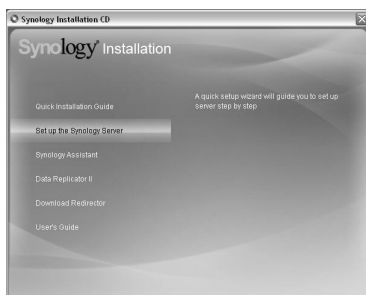 Synology Installation CD
Synology Installation
Quick Installation Guide
A quick setup wizard will guide you to set up
server step by step
Set up the Synology Server
Synology Assistant
Data Replicator II
Download Redirector
User's Guide